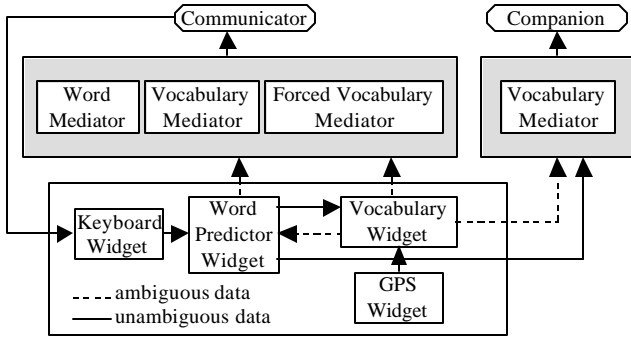 Communicator
Companion
Word
Mediator
Vocabulary
Mediator
Forced Vocabulary
Mediator
Vocabulary
Mediator
Keyboard
Widget
Word
Predictor
Widget
Vocabulary
Widget
GPS
Widget
ambiguous data
unambiguous data